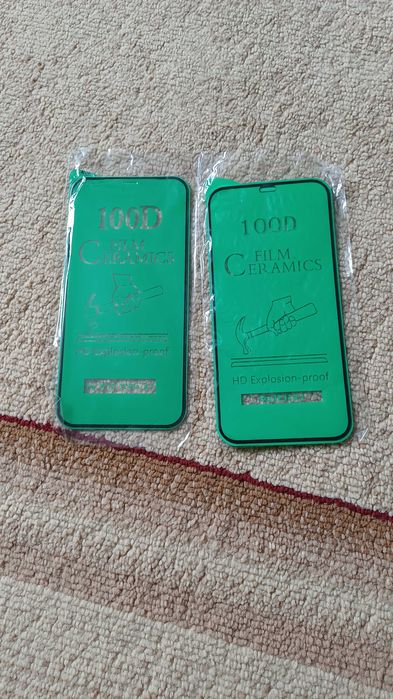 100D
FILM
CERAMICS
HD Explosion-proof
100D
FILM
CERAMICS
HD Explosion-proof